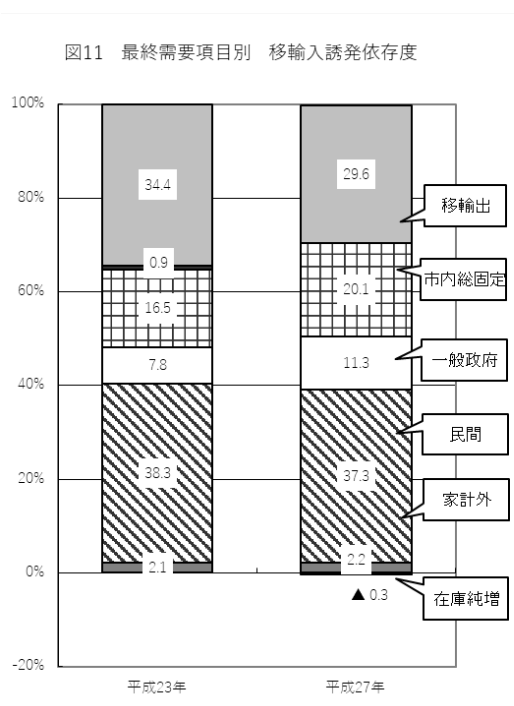 図11　最終需要項目別　移輸入誘発依存度
100%
80%
60%
40%
20%
0%
-20%
34.4
0.9
16.5
7.8
38.3
2.1
29.6
20.1
11.3
37.3
2.2
▲ 0.3
移輸出
市内総固定
一般政府
民間
家計外
在庫純増
平成23年
平成27年